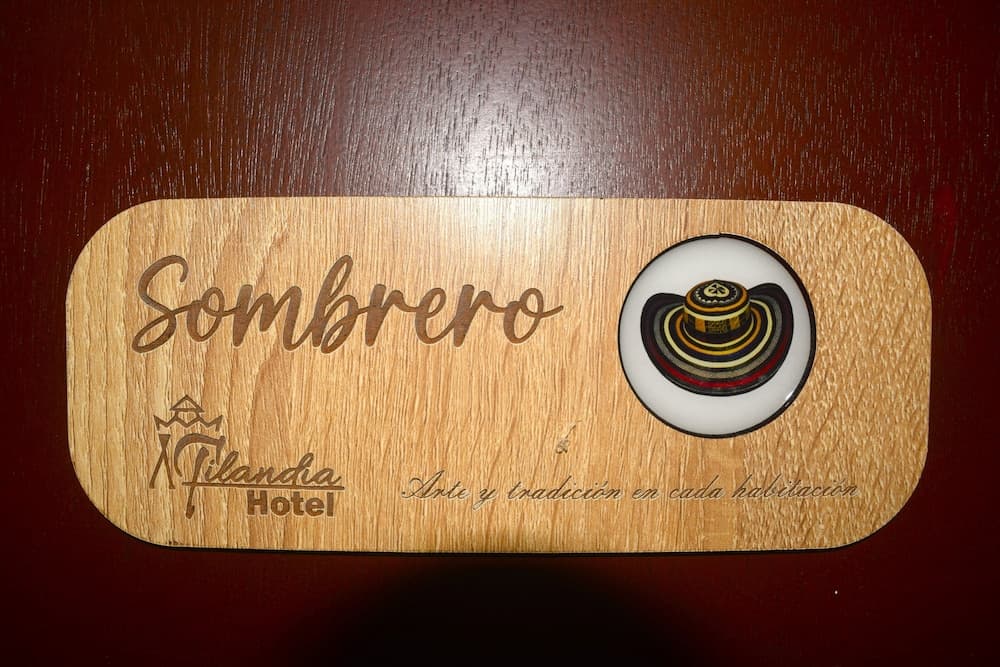 Sombrero
Filandia
Hotel
Arte y tradición en cada habitación